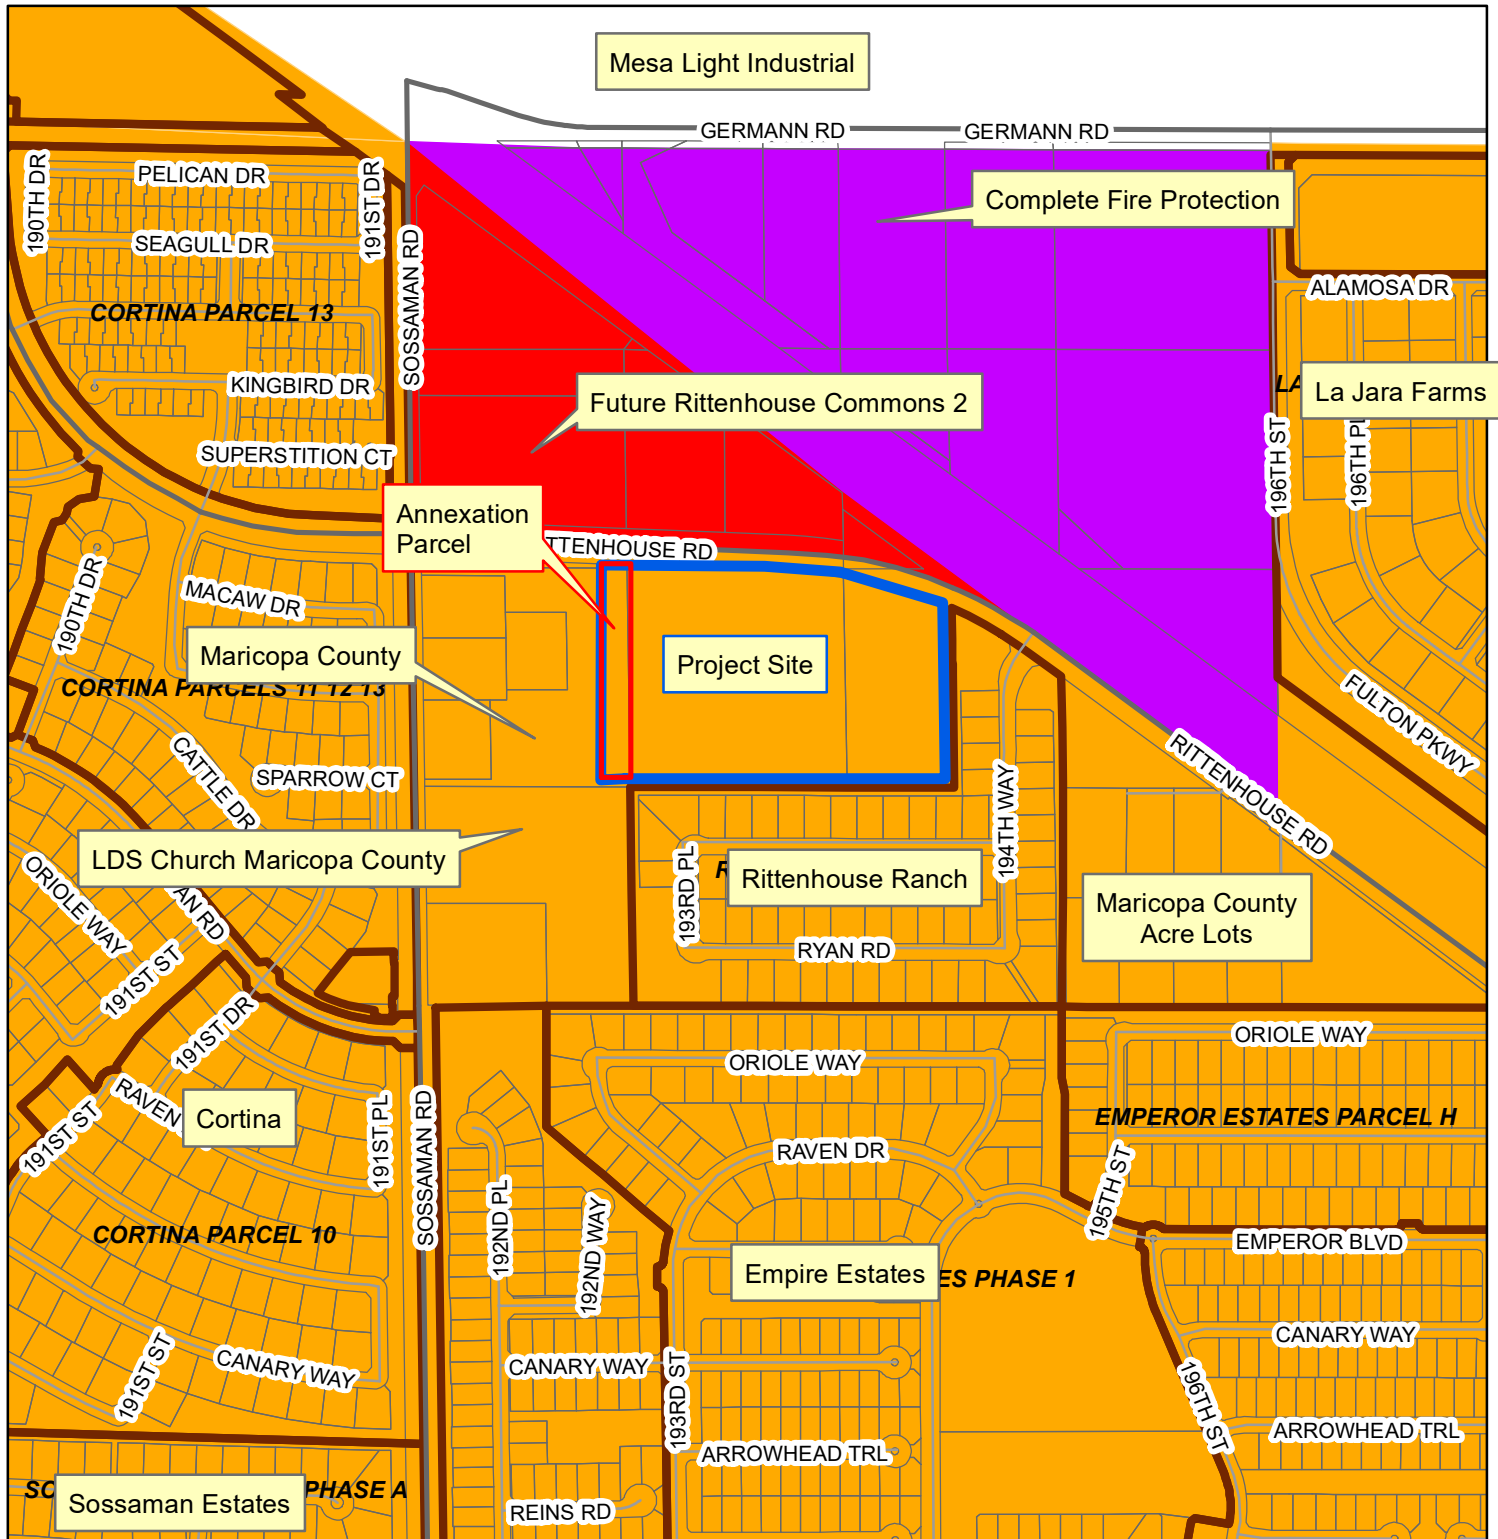 Mesa Light Industrial
GERMANN RD
GERMANN RD
PELICAN DR
190TH DR
191ST DR
SEAGULL DR
Complete Fire Protection
SOSSAMAN RD
ALAMOSA DR
CORTINA PARCEL 13
KINGBIRD DR
LA
La Jara Farms
Future Rittenhouse Commons 2
SUPERSTITION CT
196TH ST
196TH PL
Annexation
Parcel
TTENHOUSE RD
190TH DR
MACAW DR
Maricopa County
Project Site
CORTINA PARCELS 11 12 13
FULTON PKWY
CATTLE DR
SPARROW CT
RITTENHOUSE RD
194TH WAY
LDS Church Maricopa County
ORIOLE WAY
AN RD
193RD PL
R
Rittenhouse Ranch
Maricopa County
Acre Lots
RYAN RD
191ST ST
191ST DR
ORIOLE WAY
ORIOLE WAY
RAVEN
Cortina
191ST ST
191ST PL
SOSSAMAN RD
EMPEROR ESTATES PARCEL H
RAVEN DR
195TH ST
192ND PL
192ND WAY
CORTINA PARCEL 10
EMPEROR BLVD
Empire Estates
ES PHASE 1
CANARY WAY
CANARY WAY
CANARY WAY
191ST ST
193RD ST
196TH ST
ARROWHEAD TRL
ARROWHEAD TRL
SO
Sossaman Estates
PHASE A
REINS RD